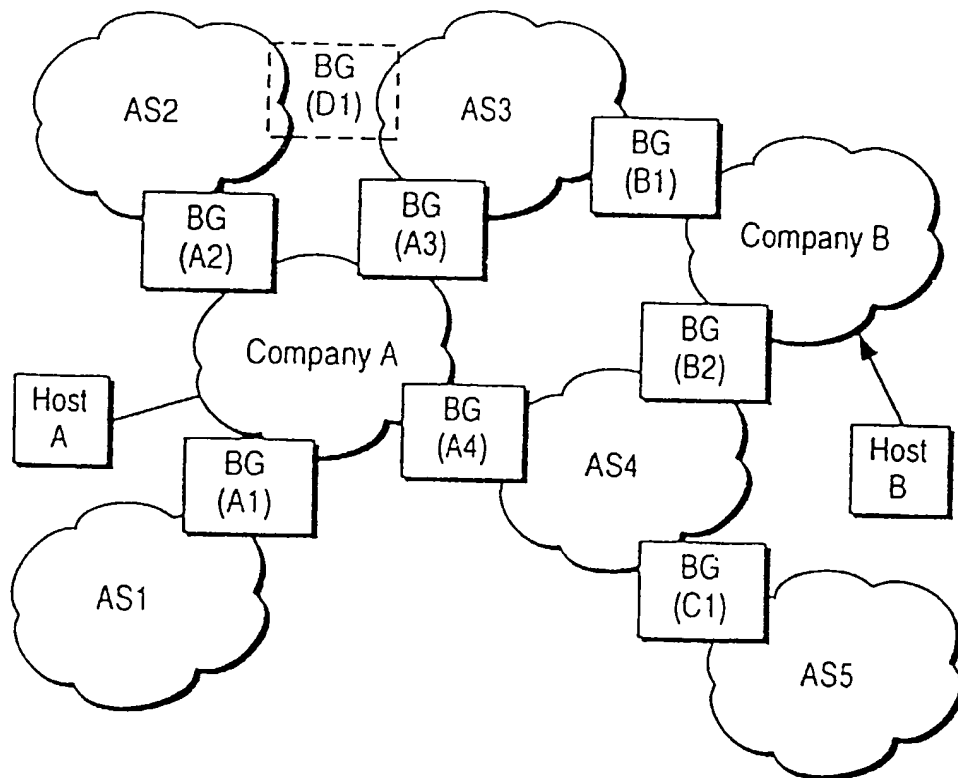 AS2
BG
(D1)
AS3
BG
(B1)
BG
(A2)
BG
(A3)
Company B
Company A
BG
(B2)
Host
A
BG
(A4)
Host
B
BG
(A1)
AS4
AS1
BG
(C1)
AS5